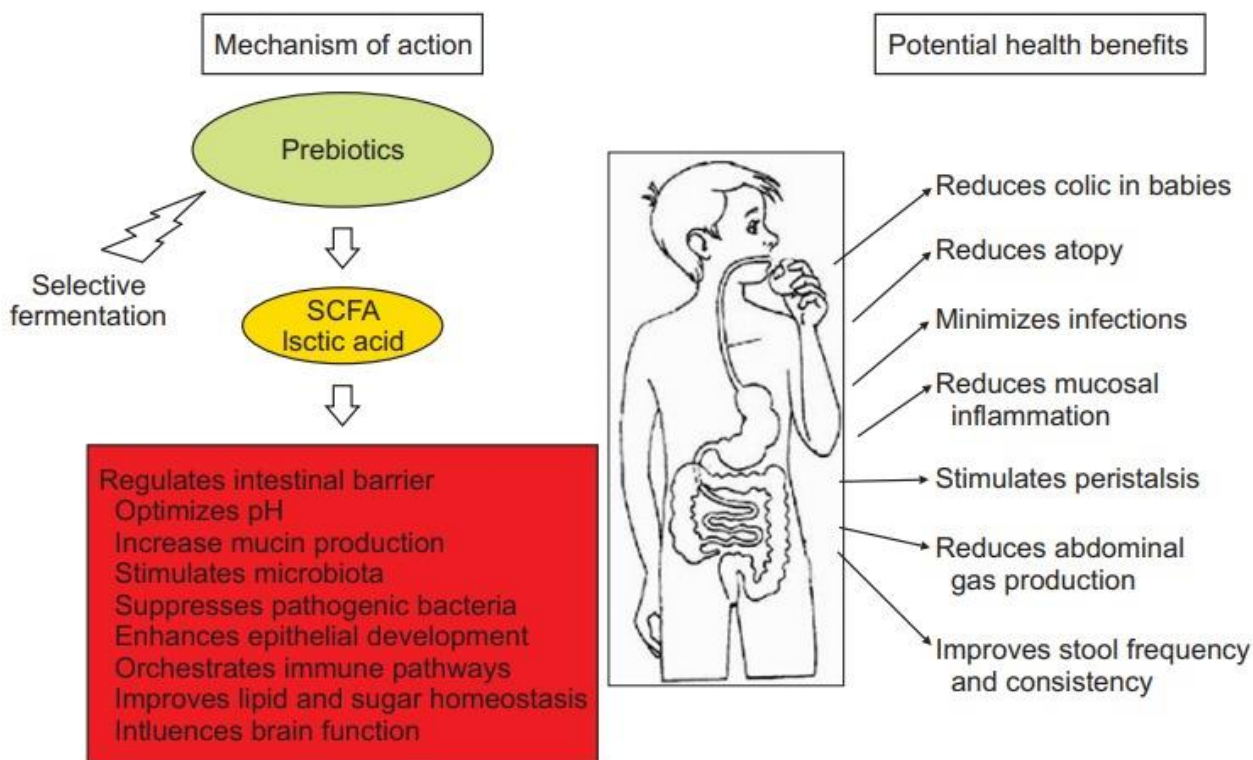 Mechanism of action
Prebiotics
Selective
fermentation
SCFA
Isctic acid
Regulates intestinal barrier
Optimizes pH
Increase mucin production
Stimulates microbiota
Suppresses pathogenic bacteria
Enhances epithelial development
Orchestrates immune pathways
Improves lipid and sugar homeostasis
Intluences brain function
Potential health benefits
Reduces colic in babies
Reduces atopy
Minimizes infections
Reduces mucosal
inflammation
Stimulates peristalsis
Reduces abdominal
gas production
Improves stool frequency
and consistency